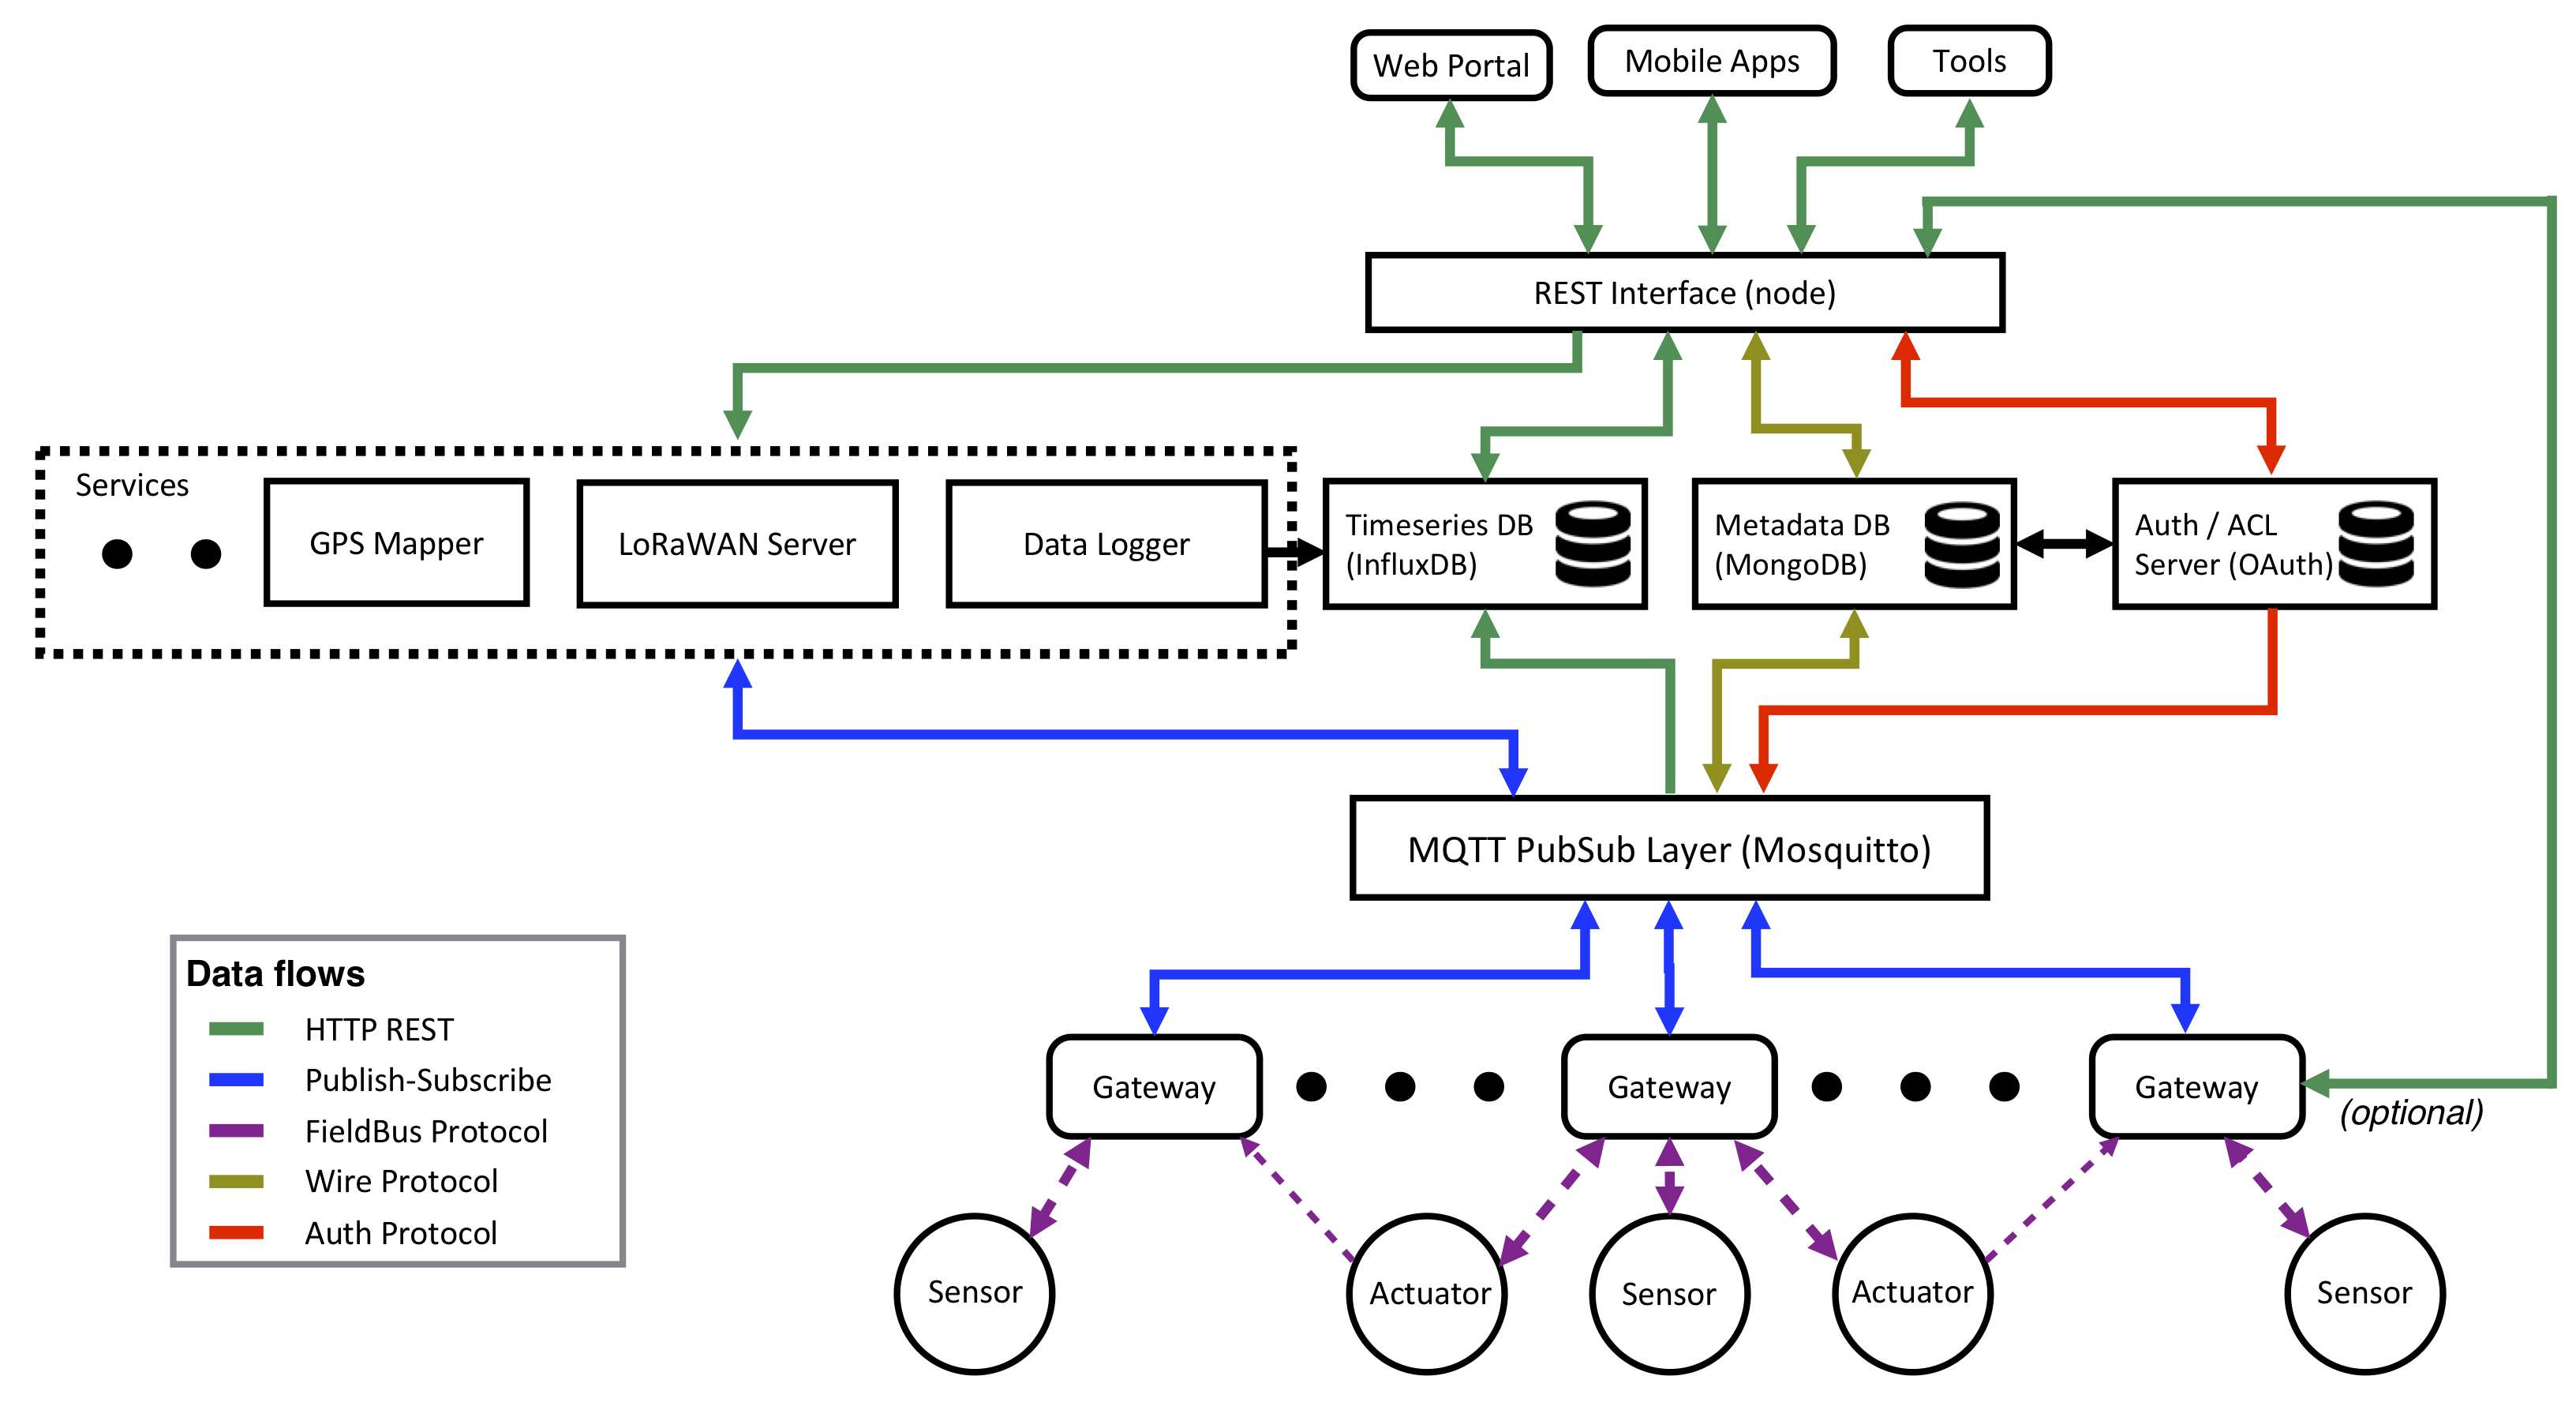 Web Portal
Mobile Apps
Tools
REST Interface (node)
Services
GPS Mapper
LoRaWAN Server
Data Logger
Timeseries DB
(InfluxDB)
Metadata DB
(MongoDB)
Auth / ACL
Server (OAuth)
MQTT PubSub Layer (Mosquitto)
Data flows
HTTP REST
Publish-Subscribe
FieldBus Protocol
Wire Protocol
Auth Protocol
Gateway
Gateway
Gateway
(optional)
Sensor
Actuator
Sensor
Actuator
Sensor